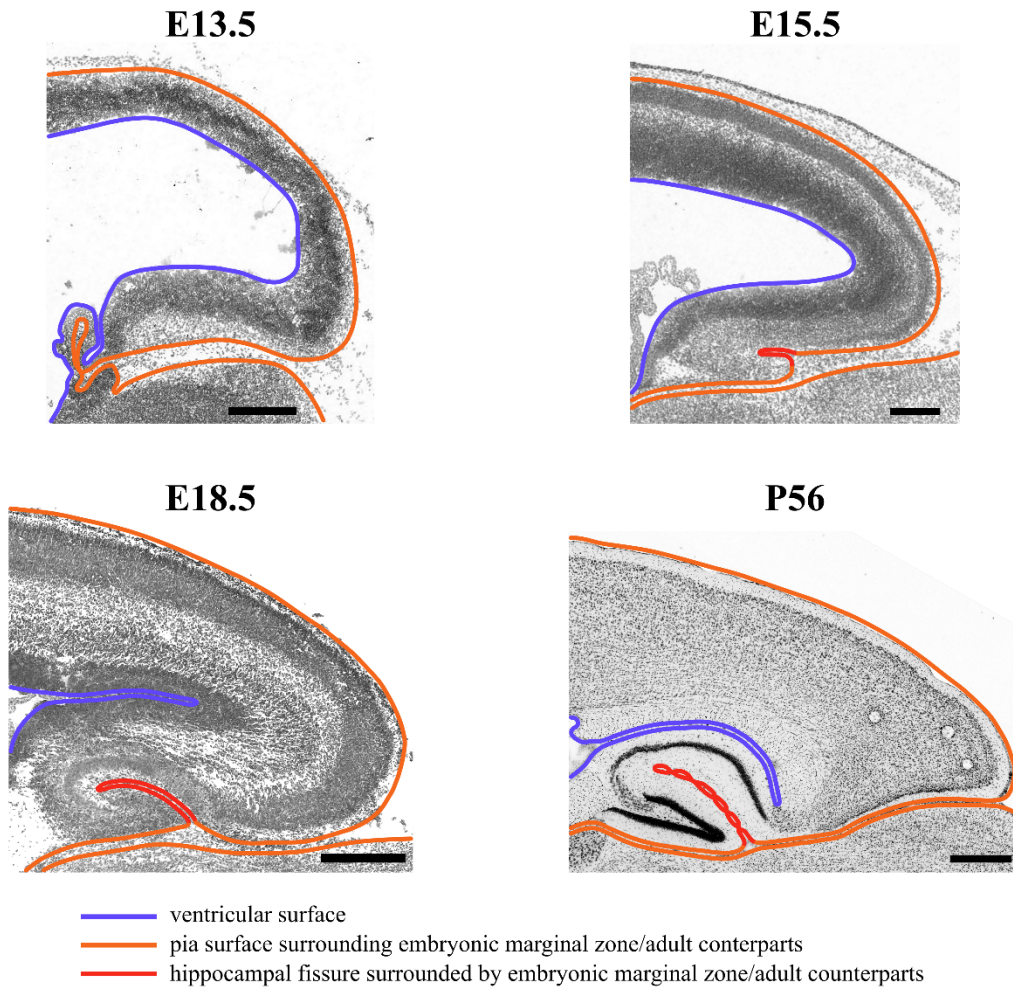 E13.5
E15.5
E18.5
P56
ventricular surface
pia surface surrounding embryonic marginal zone/adult conterparts
hippocampal fissure surrounded by embryonic marginal zone/adult counterparts